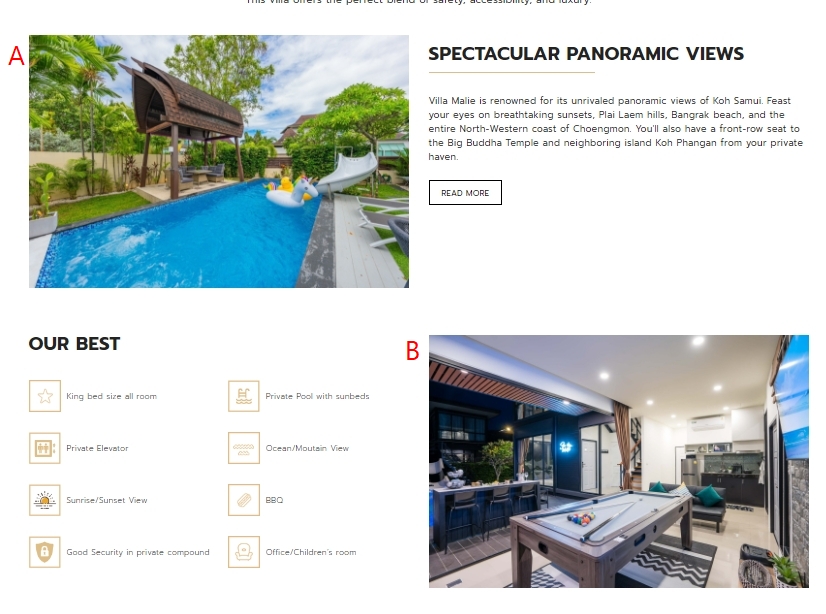 This villa offers the perfect blend of safety, accessibility, and luxury.
A
SPECTACULAR PANORAMIC VIEWS
Villa Malie is renowned for its unrivaled panoramic views of Koh Samui. Feast
your eyes on breathtaking sunsets, Plai Laem hills, Bangrak beach, and the
entire North-Western coast of Choengmon. You'll also have a front-row seat to
the Big Buddha Temple and neighboring island Koh Phangan from your private
haven.
READ MORE
OUR BEST
B
King bed size all room
Private Pool with sunbeds
Private Elevator
Ocean/Moutain View
Sunrise/Sunset View
BBQ
Good Security in private compound
Office/Children's room